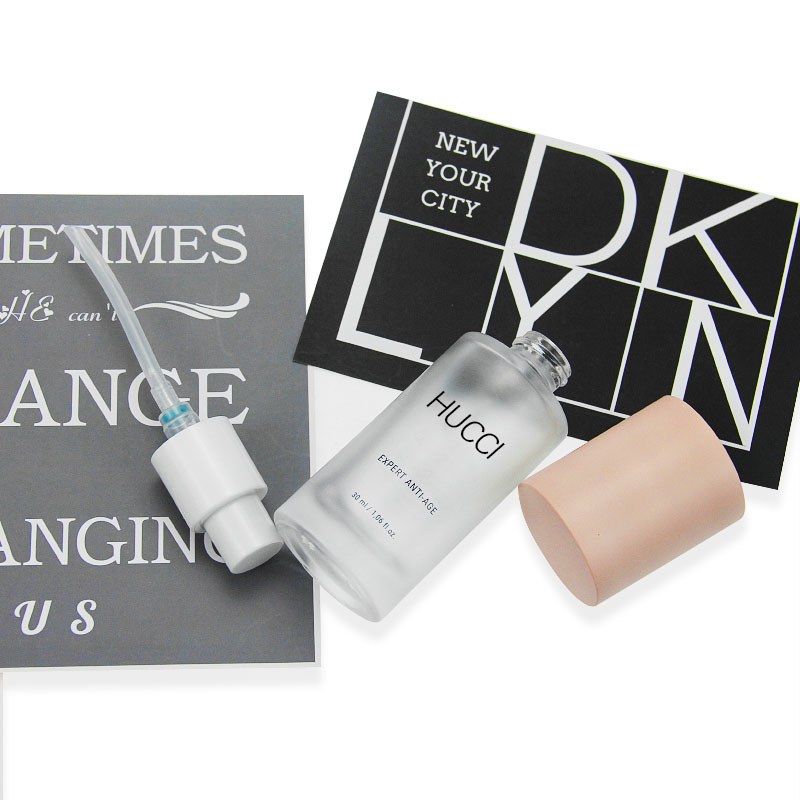 METIMES
HE can't
ANGE
ANGING
US
NEW
YOUR
CITY
DK
LYN
HUCCI
EXPERT ANTI-AGE
30 ml / 1.06 fl.oz.